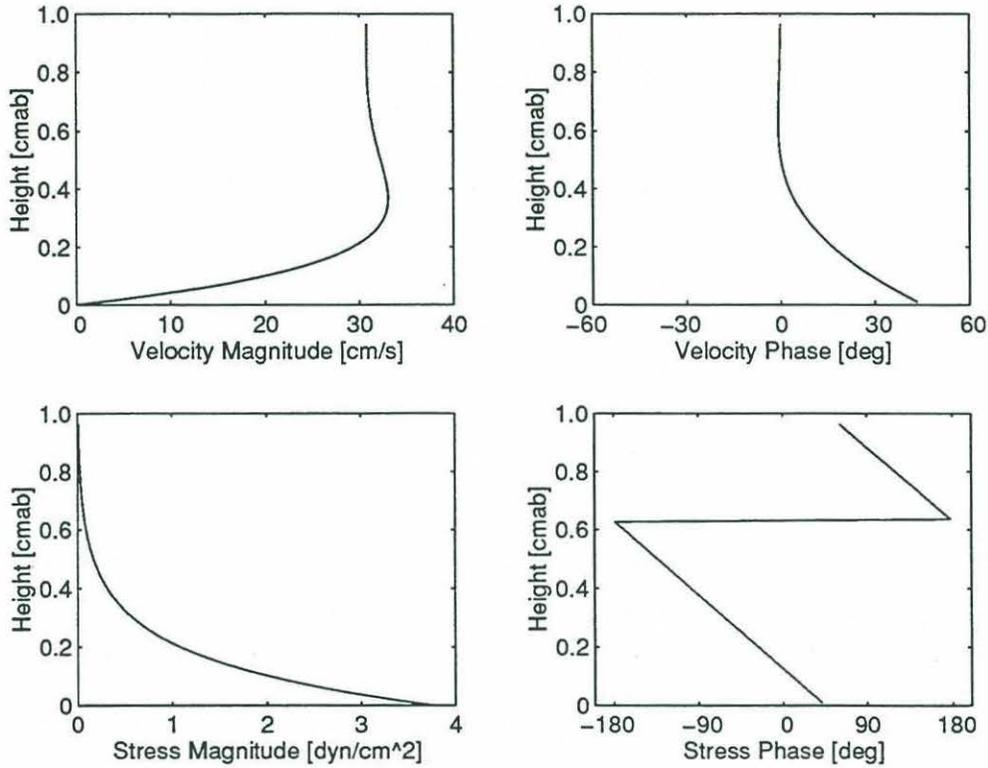 1.0
0.8
0.6
0.4
0.2
0
Height [cmab]
0 10 20 30 40
Velocity Magnitude [cm/s]
1.0
0.8
0.6
0.4
0.2
0
Height [cmab]
−60 −30 0 30 60
Velocity Phase [deg]
1.0
0.8
0.6
0.4
0.2
0
Height [cmab]
0 1 2 3 4
Stress Magnitude [dyn/cm^2]
1.0
0.8
0.6
0.4
0.2
0
Height [cmab]
−180 −90 0 90 180
Stress Phase [deg]